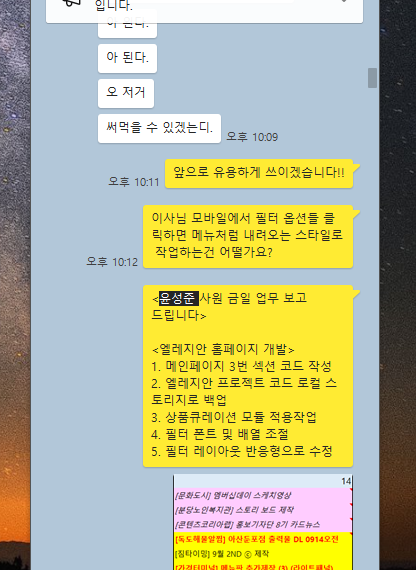 입니다.
아 된다.
아 된다.
오 저거
써먹을 수 있겠는디.
오후 10:09
앞으로 유용하게 쓰이겠습니다!!
오후 10:11
이사님 모바일에서 필터 옵션들 클
릭하면 메뉴처럼 내려오는 스타일로
작업하는건 어떨가요?
오후 10:12
<윤성준 사원 금일 업무 보고
드립니다>
<엘레지안 홈페이지 개발>
1. 메인페이지 3번 섹션 코드 작성
2. 엘레지안 프로젝트 코드 로컬 스
토리지로 백업
3. 상품큐레이션 모듈 적용작업
4. 필터 폰트 및 배열 조절
5. 필터 레이아웃 반응형으로 수정
14
[문화도시] 멤버십데이 스케치영상
[분당노인복지관] 스토리 보드 제작
[콘텐츠코리아랩] 홍보기자단 8기 카드뉴스
[독도해물앞찜] 아산둔포점 출력물 DL 0914오전
[짐타이밍] 9월 2ND ⓒ 제작